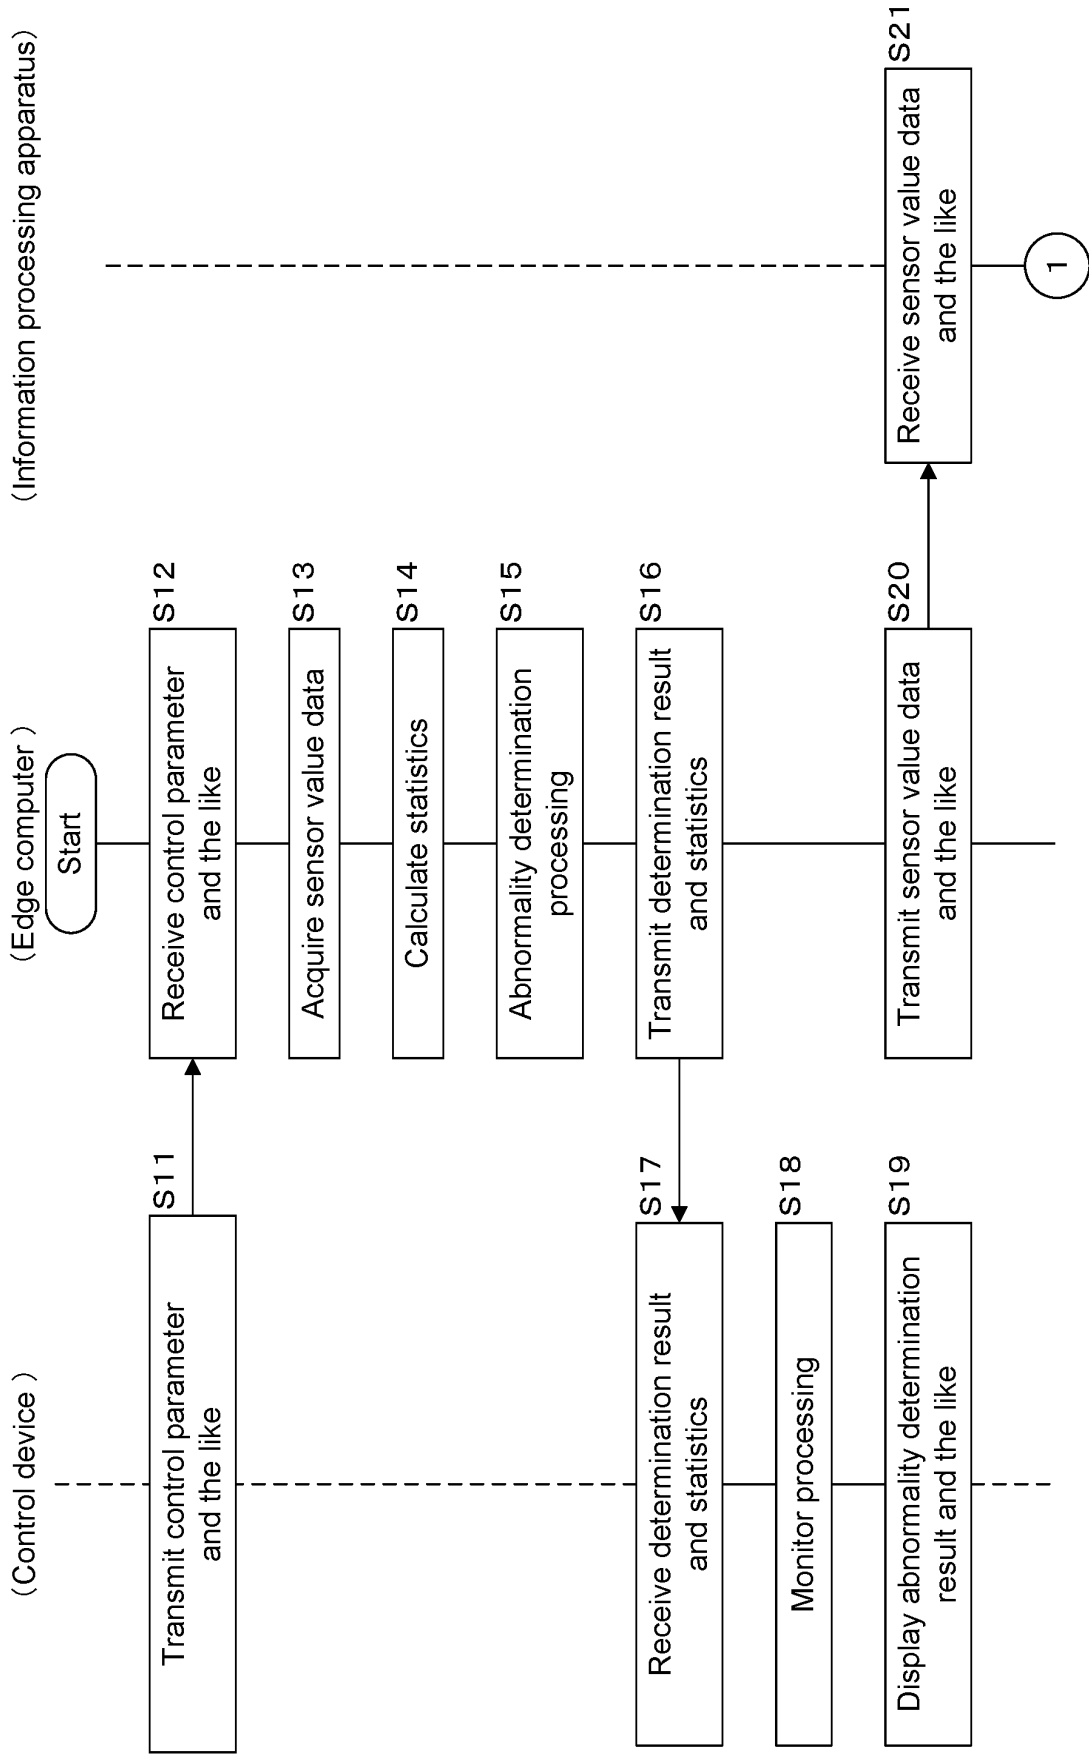 (Control device )
(Edge computer )
(Information processing apparatus)
Start
S11
Transmit control parameter
and the like
S12
Receive control parameter
and the like
S13
Acquire sensor value data
S14
Calculate statistics
S15
Abnormality determination
processing
S16
Transmit determination result
and statistics
S17
Receive determination result
and statistics
S18
Monitor processing
S19
Display abnormality determination
result and the like
S20
Transmit sensor value data
and the like
S21
Receive sensor value data
and the like
1